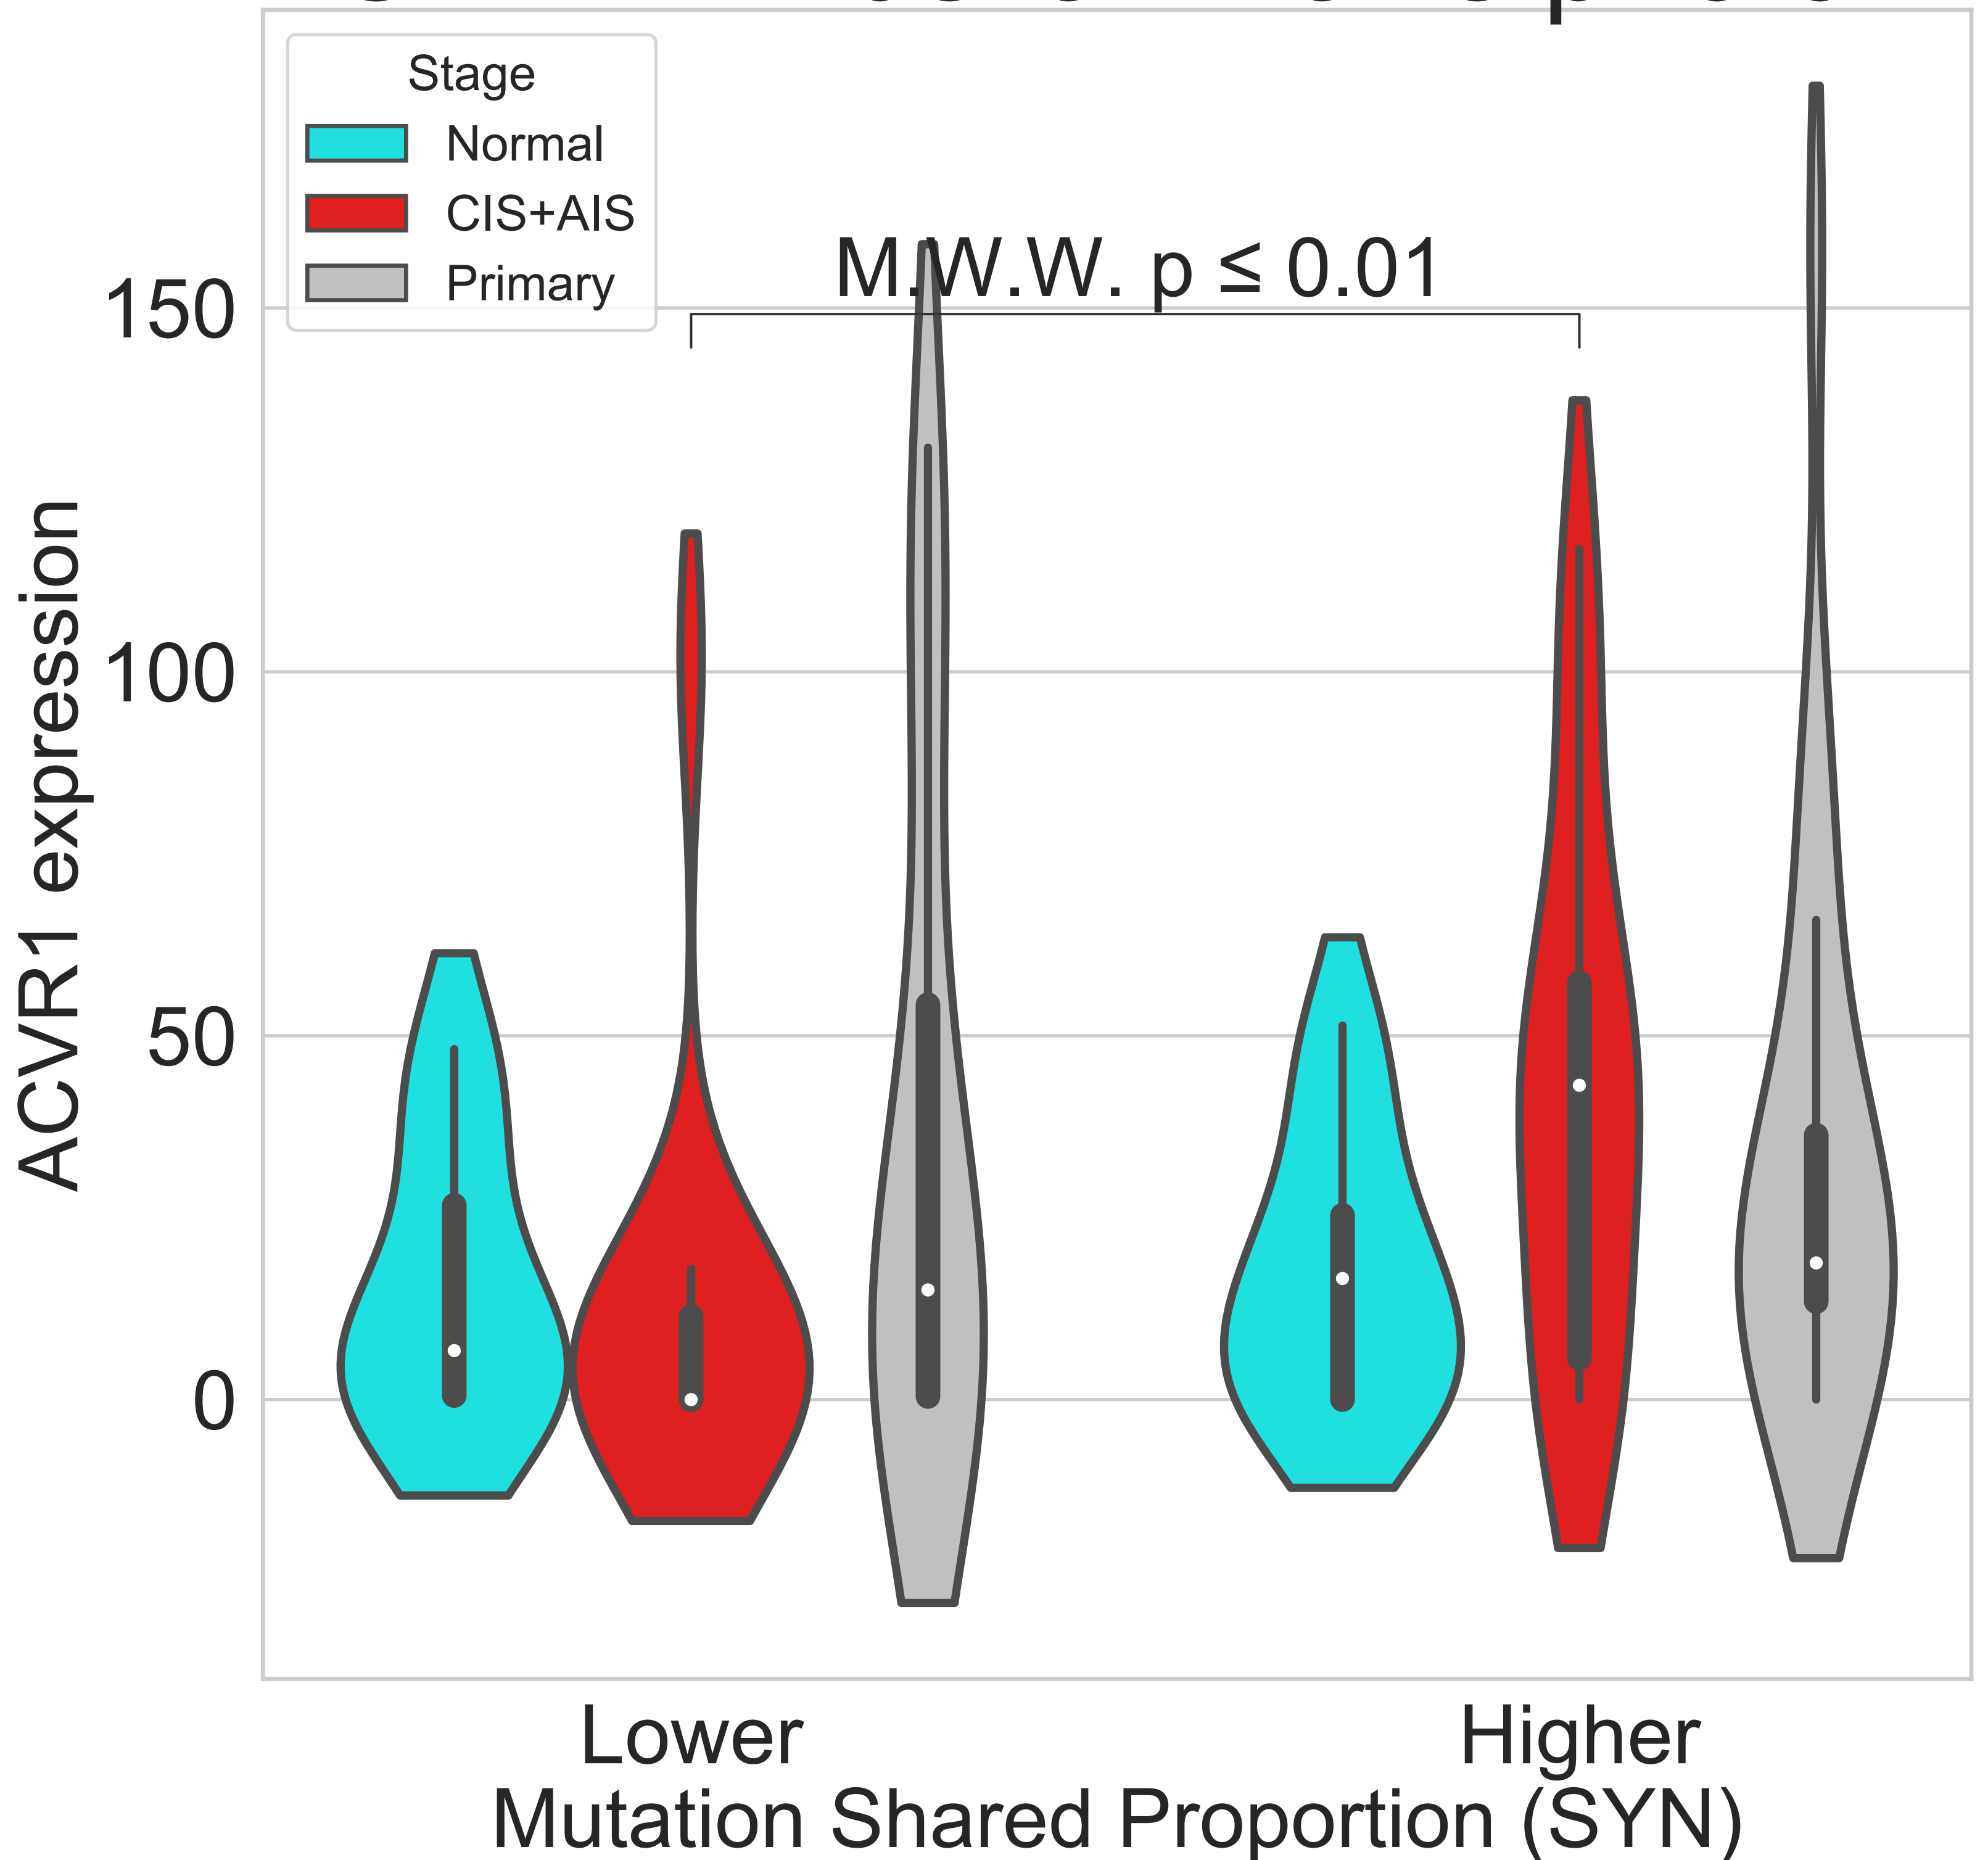 Stage
Normal
CIS+AIS
Primary
M.W.W. p ≤ 0.01
150
100
50
0
ACVR1 expression
Lower
Higher
Mutation Shared Proportion (SYN)